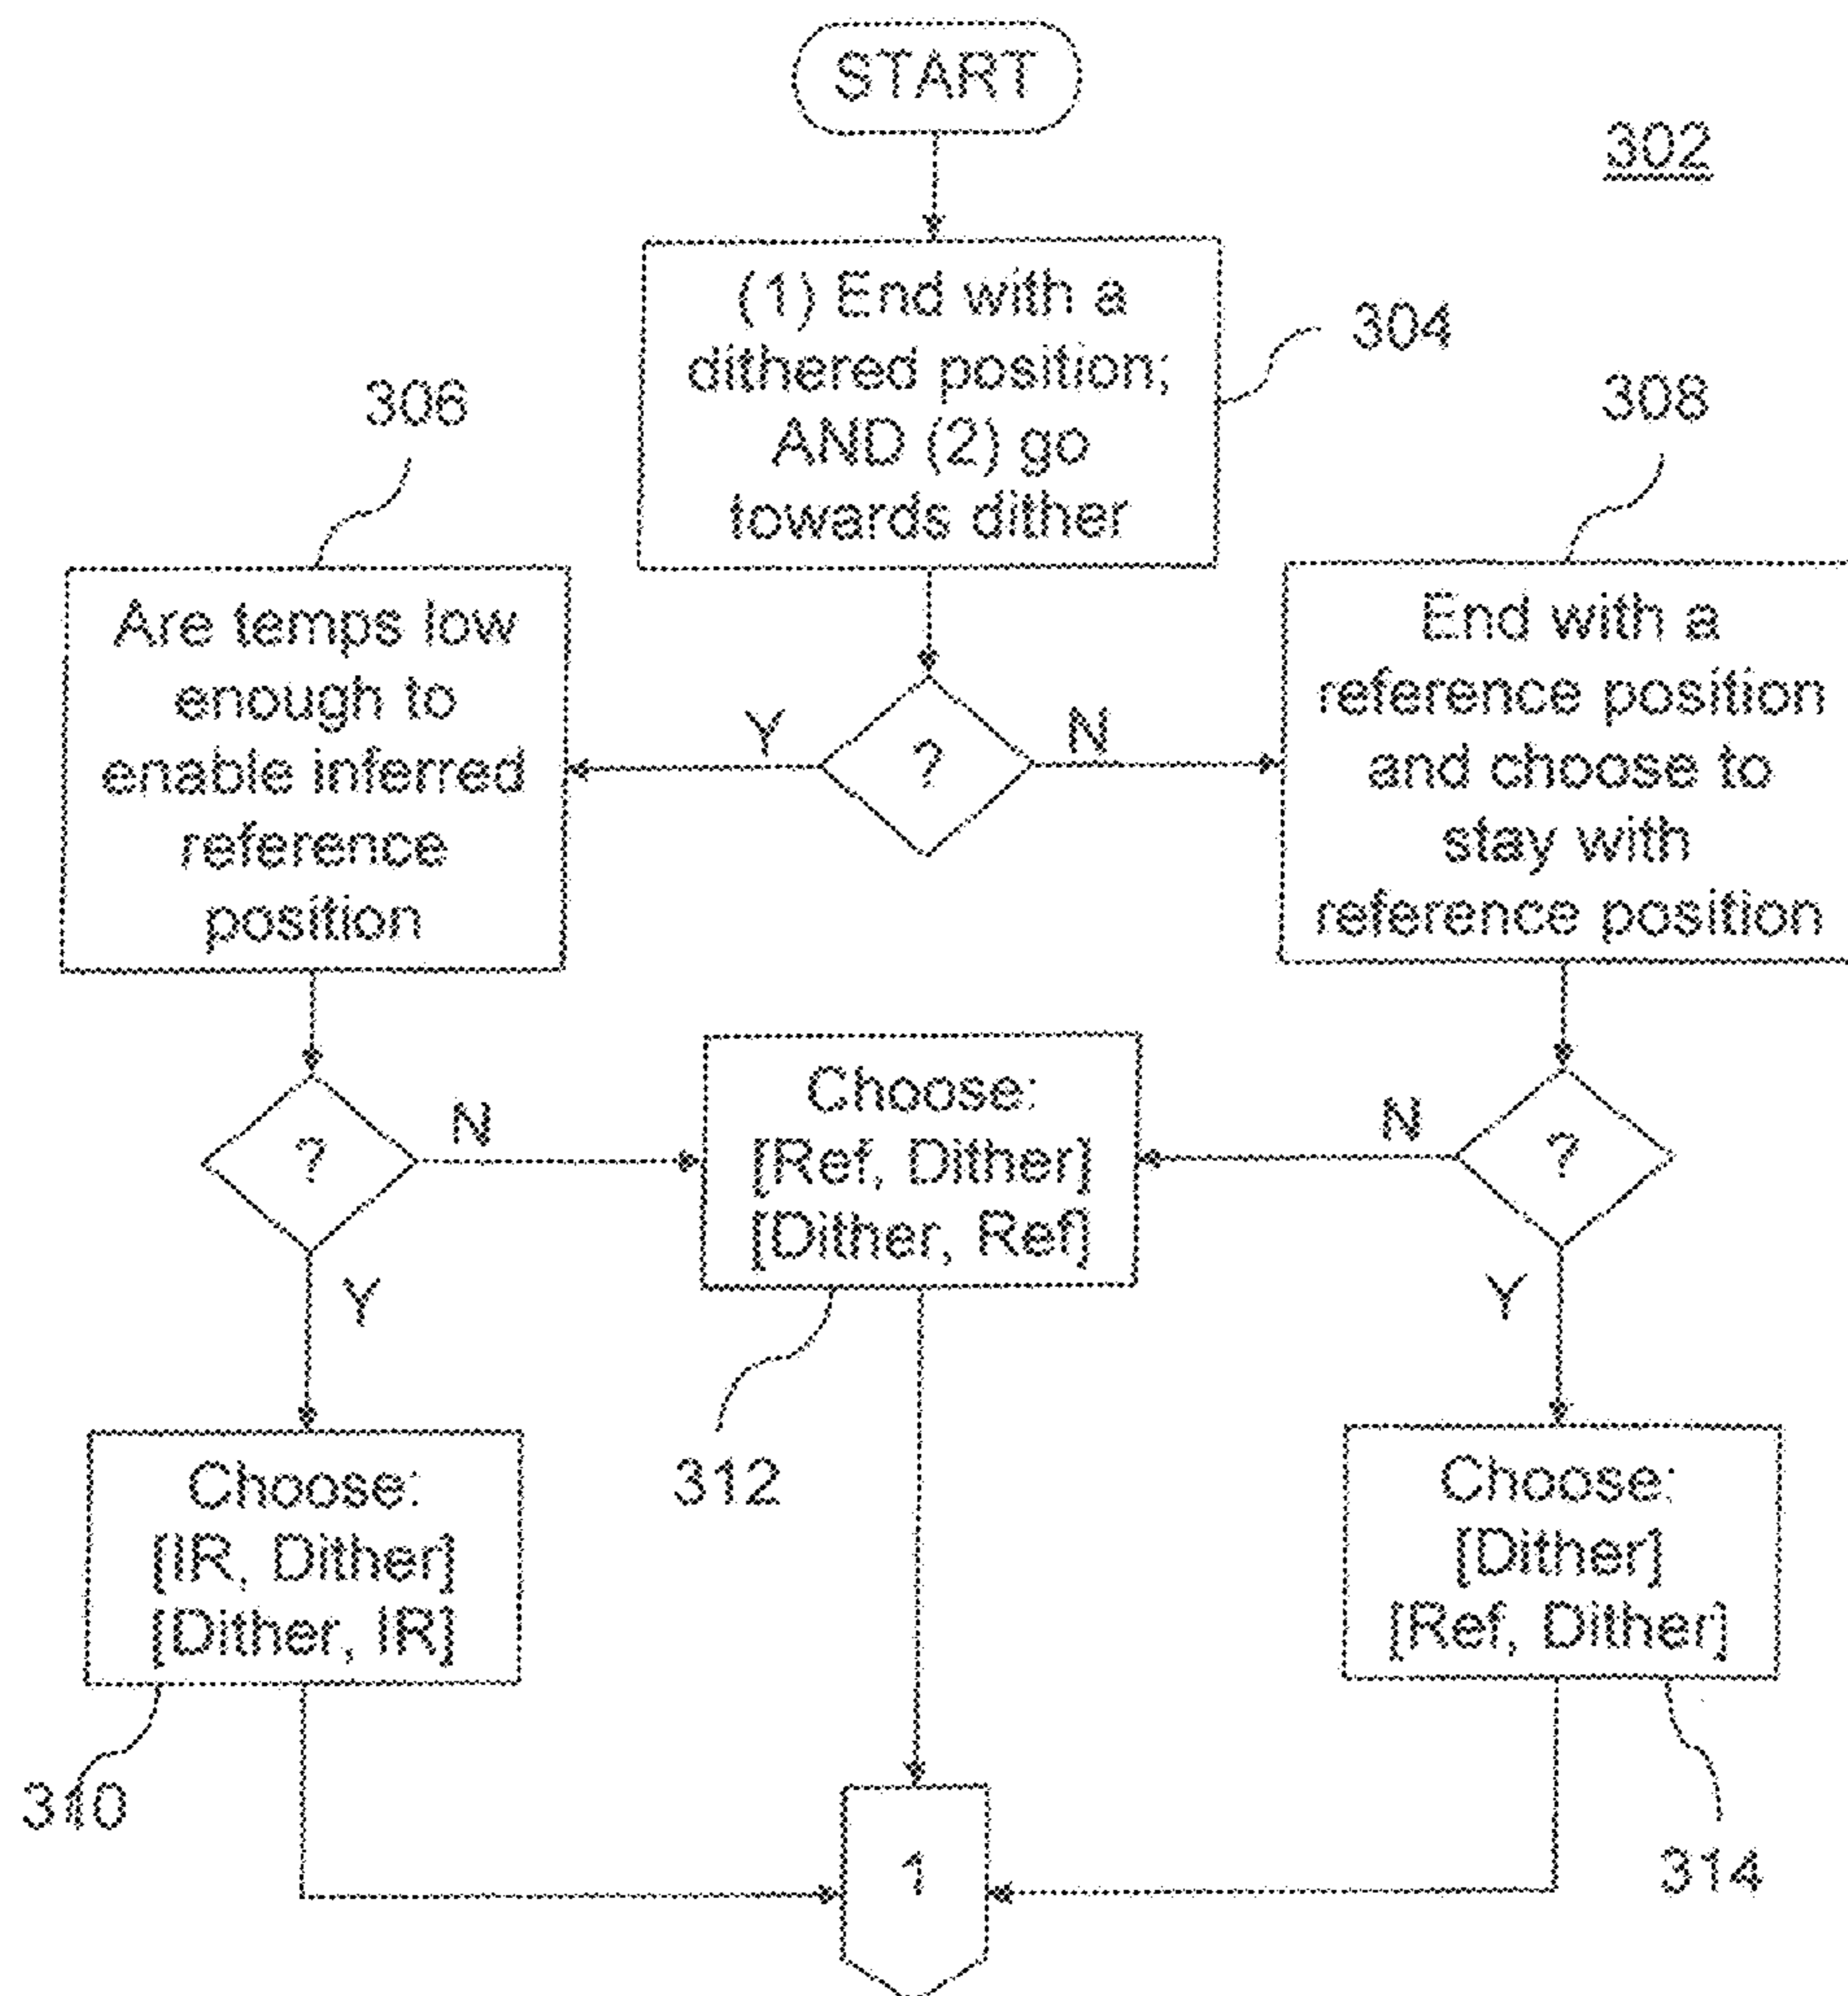 START
302
(1) End with a
dithered position;
AND (2) go
towards dither
304
306
308
Are temps low
enough to
enable inferred
reference
position
End with a
reference position
and choose to
stay with
reference position
Y
?
N
?
N
Y
Choose:
[Ref, Dither]
[Dither, Ref]
312
N
?
Y
Choose:
[IR, Dither]
[Dither, IR]
310
Choose:
[Dither]
[Ref, Dither]
314
1